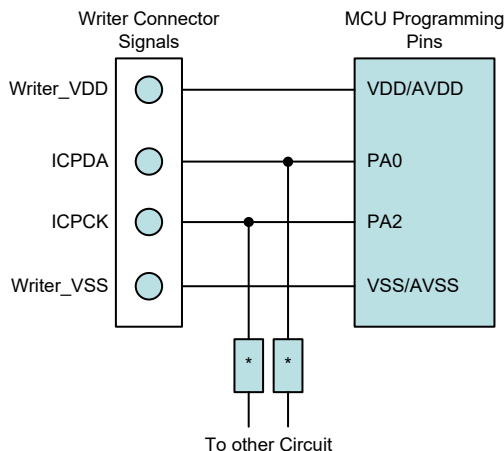 Writer Connector
Signals
MCU Programming
Pins
Writer_VDD
VDD/AVDD
ICPDA
PA0
ICPCK
PA2
Writer_VSS
VSS/AVSS
*
*
To other Circuit